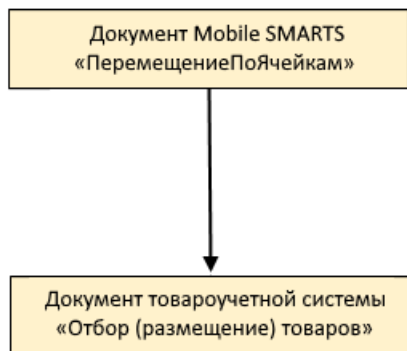 Документ Mobile SMARTS
«ПеремещениеПоЯчейкам»
Документ товароучетной системы
«Отбор (размещение) товаров»